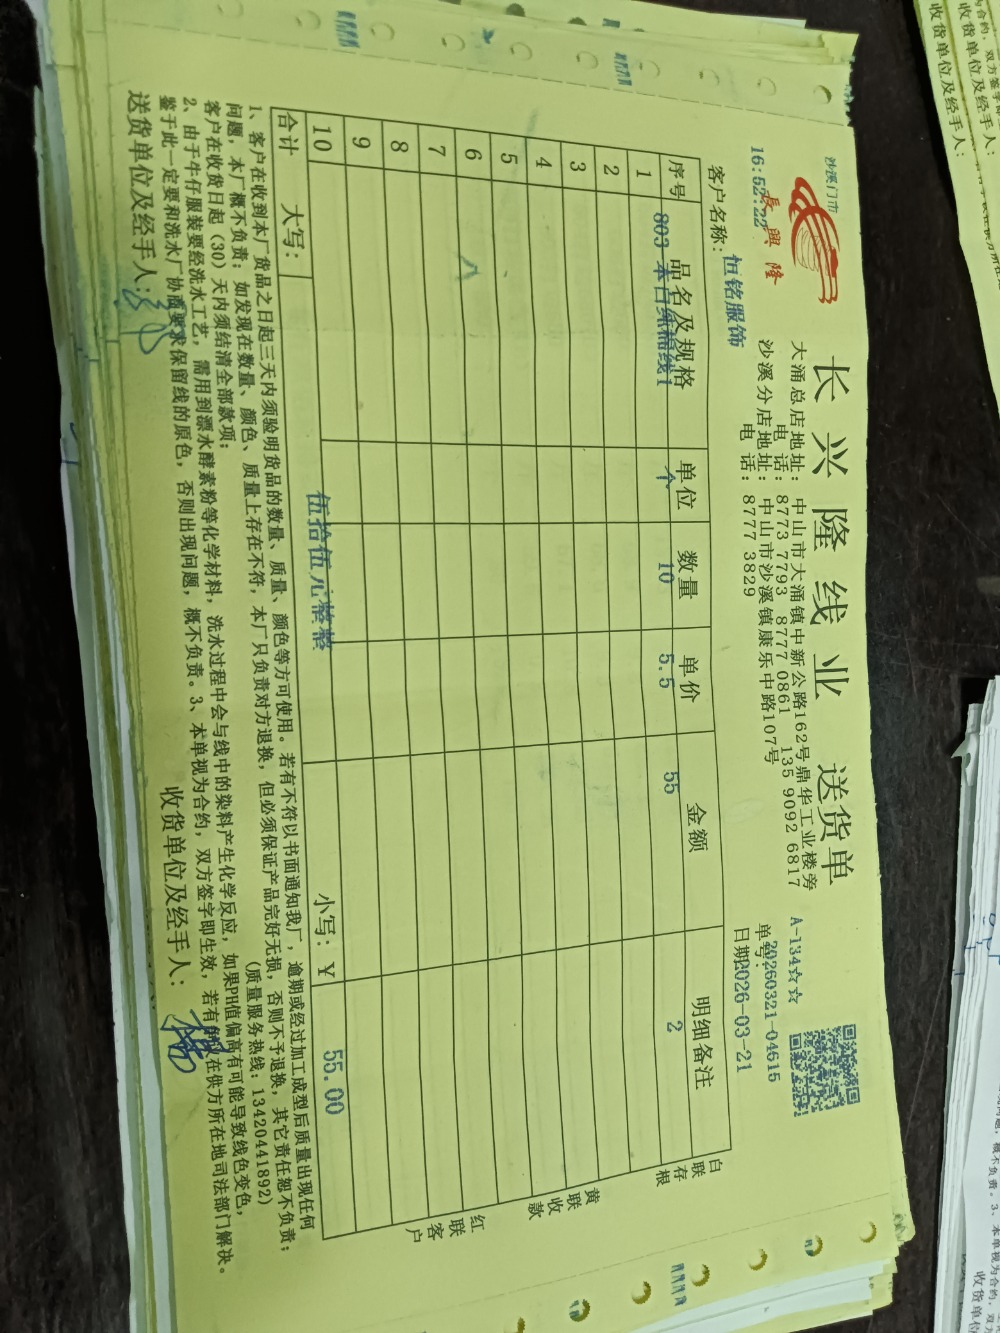 沙溪门市
長興隆
16:52:22
长兴隆线业 送货单
大涌总店地址: 中山市大涌镇中新公路162号鼎华工业楼旁
电 话: 8773 7793 8777 0861 135 9092 6817
沙溪分店地址: 中山市沙溪镇康乐中路107号
电 话: 8777 3829
A-134☆☆
单号: 20260321-04615
日期: 2026-03-21
客户名称: 恒铭服饰
序号 品名及规格 单位 数量 单价 金额 明细备注
1 803 本白 个 10 5.5 55 2
2
3
4
5
6
7
8
9
10
合计 大写: 伍拾伍元整整 小写: ¥ 55.00
白联存根
黄联收款
红联客户
1、客户在收到本厂货品之日起三天内须验明货品的数量、质量、颜色等方可使用。若有不符以书面通知我厂, 逾期或经过加工成型后质量出现任何
问题, 本厂概不负责; 如发现在数量、颜色、质量上存在不符, 本厂只负责对方退换, 但必须保证产品完好无损, 否则不予退换, 其它责任恕不负责;
客户在收货日起 (30) 天内须结清全部款项; (质量服务热线: 13420441892)
2、由于牛仔服装要经洗水工艺, 需用到漂水酵素粉等化学材料, 洗水过程中会与线中的染料产生化学反应, 如果PH值偏高有可能导致线色变色,
鉴于此一定要和洗水厂协商要求保留线的原色, 否则出现问题, 概不负责。3、本单视为合约, 双方签字即生效, 若有 在供方所在地司法部门解决。
送货单位及经手人:
收货单位及经手人:
收货单位及经手人:
收货单位及经手人: